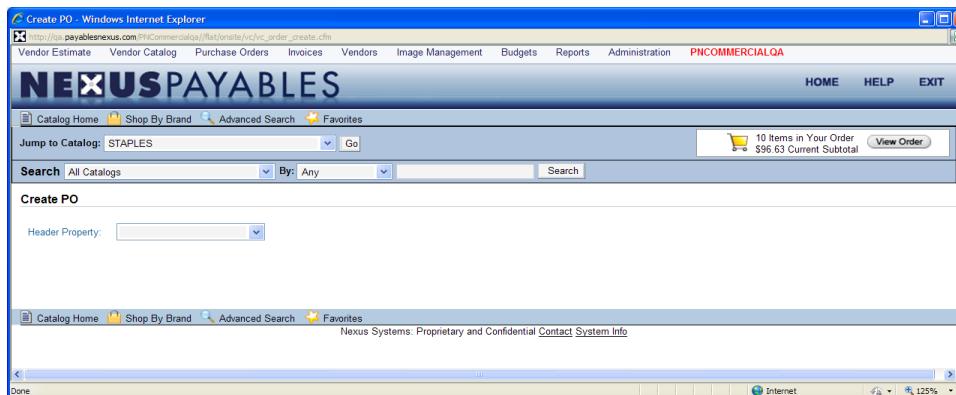 Create PO - Windows Internet Explorer
http://qa.payablesnexus.com/PNCommercialqa//flat/onsite/vc/vc_order_create.cfm
Vendor Estimate Vendor Catalog Purchase Orders Invoices Vendors Image Management Budgets Reports Administration PNCOMMERCIALQA
NEXUSPAYABLES HOME HELP EXIT
Catalog Home Shop By Brand Advanced Search Favorites
Jump to Catalog: STAPLES Go
10 Items in Your Order
$96.63 Current Subtotal
View Order
Search All Catalogs By: Any Search
Create PO
Header Property:
Catalog Home Shop By Brand Advanced Search Favorites
Nexus Systems: Proprietary and Confidential Contact System Info
Done Internet 125%